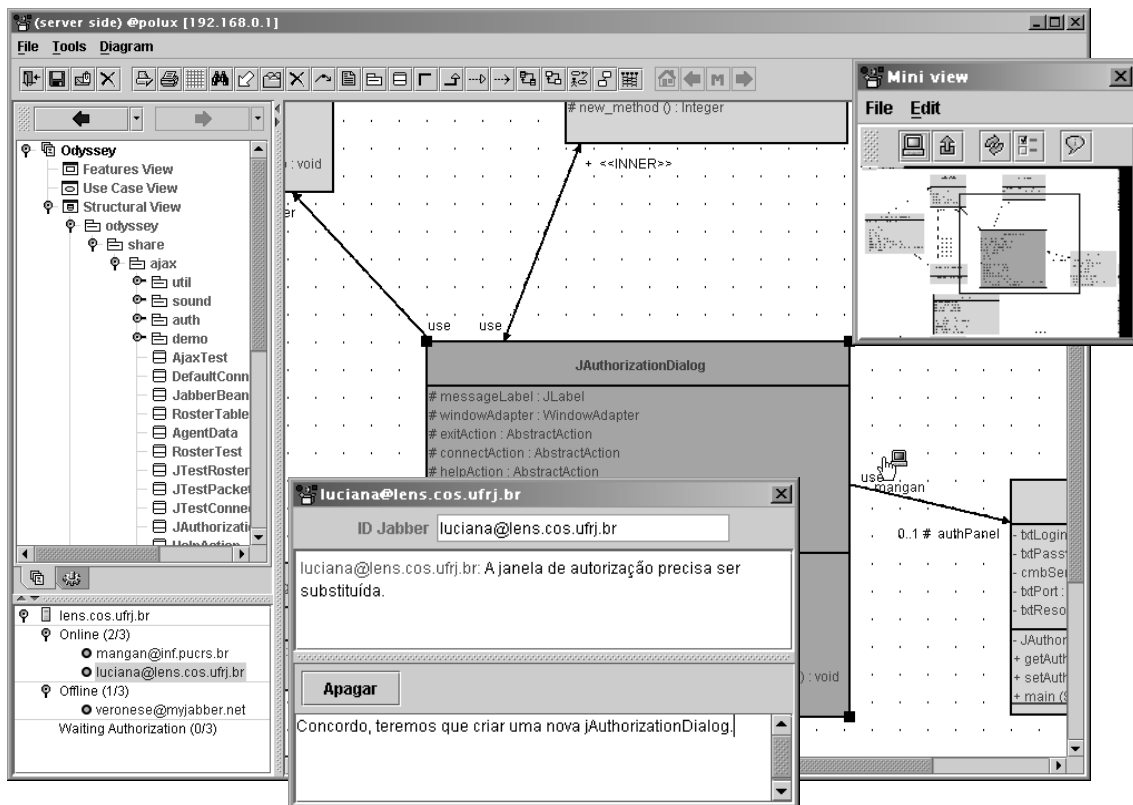 (server side) @polux [192.168.0.1]
File Tools Diagram
Odyssey
Features View
Use Case View
Structural View
odyssey
share
ajax
util
sound
auth
demo
AjaxTest
DefaultConn
JabberBean
RosterTable
AgentData
RosterTest
JTestRoster
JTestPacket
JTestConne
JAuthorizati
HelpAction
lens.cos.ufrj.br
Online (2/3)
mangan@inf.pucrs.br
luciana@lens.cos.ufrj.br
Offline (1/3)
veronese@myjabber.net
Waiting Authorization (0/3)
# new_method () : Integer
) : void
+ <<INNER>>
er
use use
JAuthorizationDialog
# messageLabel : JLabel
# windowAdapter : WindowAdapter
# exitAction : AbstractAction
# connectAction : AbstractAction
# helpAction : AbstractAction
() : void
use
mangan
0..1 # authPanel
- txtLogin
- txtPass
- cmbSer
- txtPort :
- txtReso
- JAuthor
+ getAuth
+ setAuth
+ main (S
Mini view
File Edit
M
luciana@lens.cos.ufrj.br
ID Jabber luciana@lens.cos.ufrj.br
luciana@lens.cos.ufrj.br: A janela de autorização precisa ser
substituída.
Apagar
Concordo, teremos que criar uma nova jAuthorizationDialog.